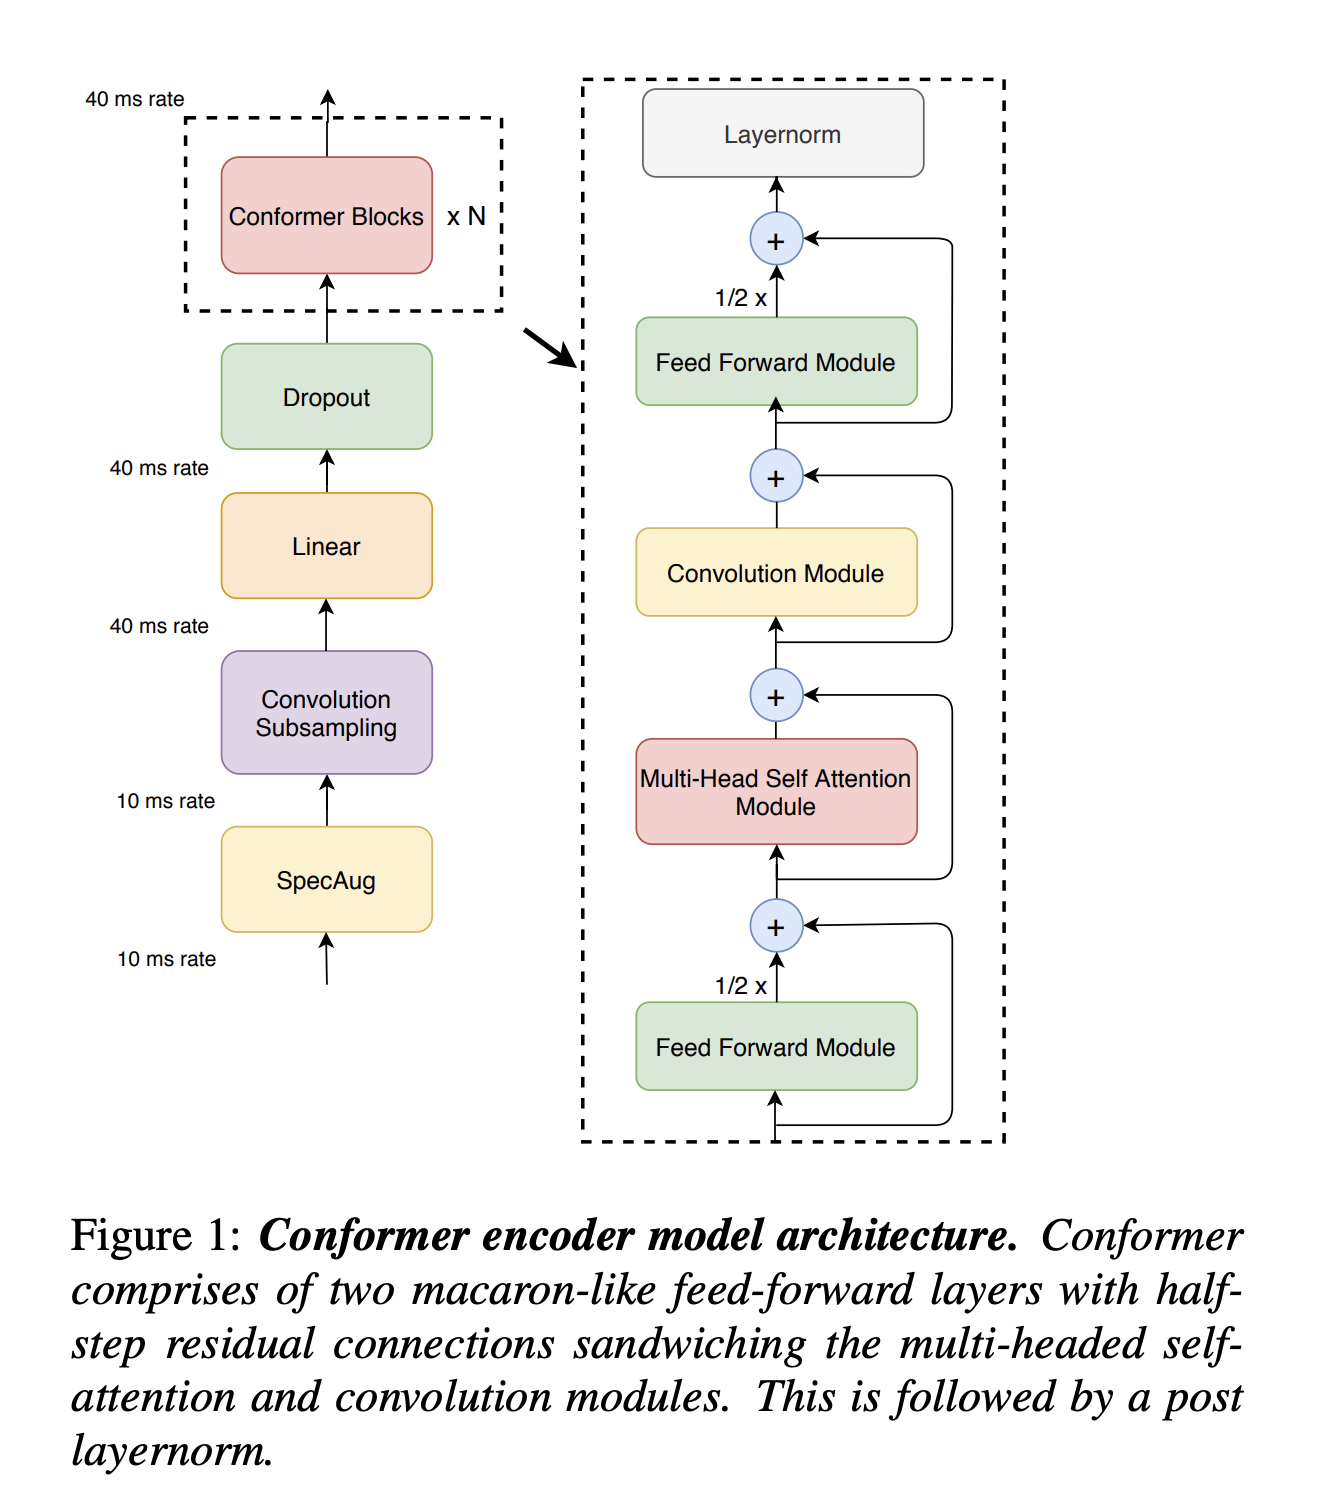 40 ms rate
Conformer Blocks
x N
Dropout
40 ms rate
Linear
40 ms rate
Convolution
Subsampling
10 ms rate
SpecAug
10 ms rate
Layernorm
+
1/2 x
Feed Forward Module
+
Convolution Module
+
Multi-Head Self Attention
Module
+
1/2 x
Feed Forward Module
Figure 1: Conformer encoder model architecture. Conformer
comprises of two macaron-like feed-forward layers with half-
step residual connections sandwiching the multi-headed self-
attention and convolution modules. This is followed by a post
layernorm.